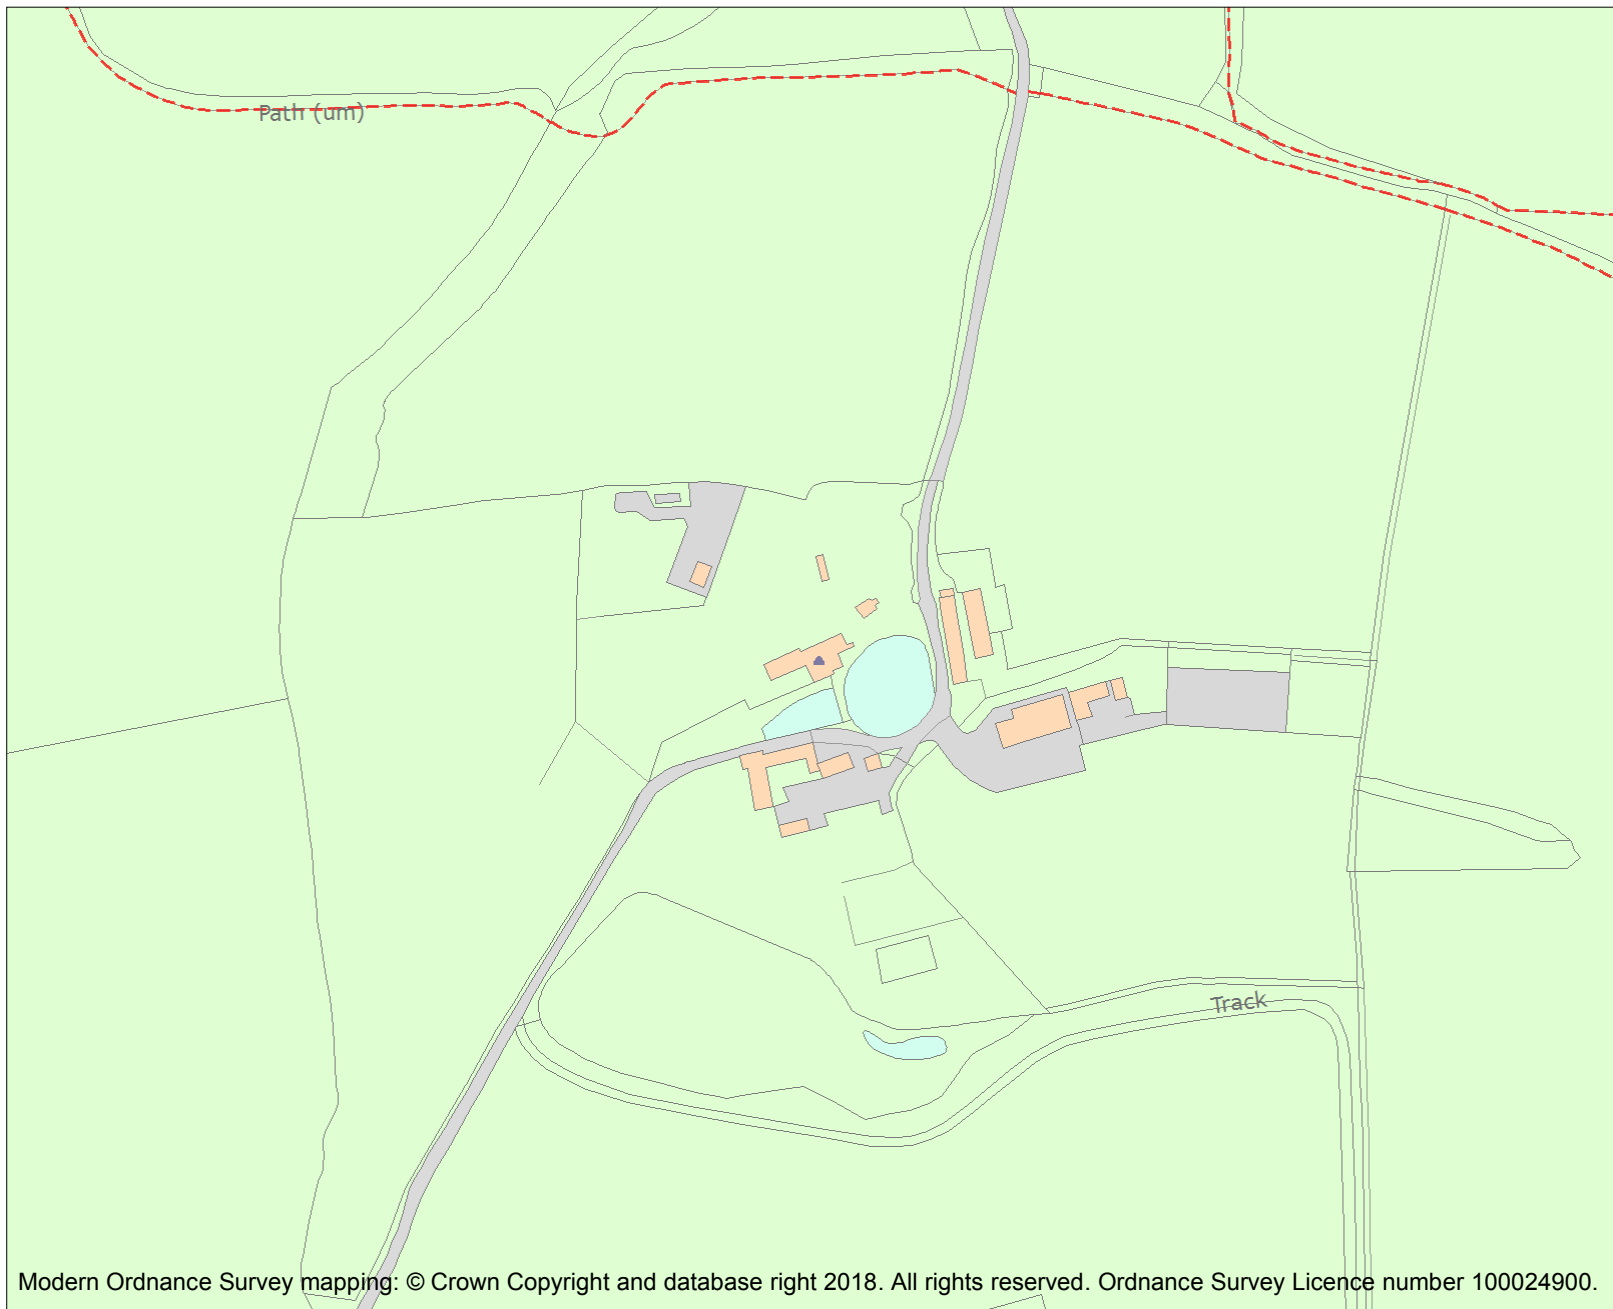 Path (um)
Track
Modern Ordnance Survey mapping: © Crown Copyright and database right 2018. All rights reserved. Ordnance Survey Licence number 100024900.